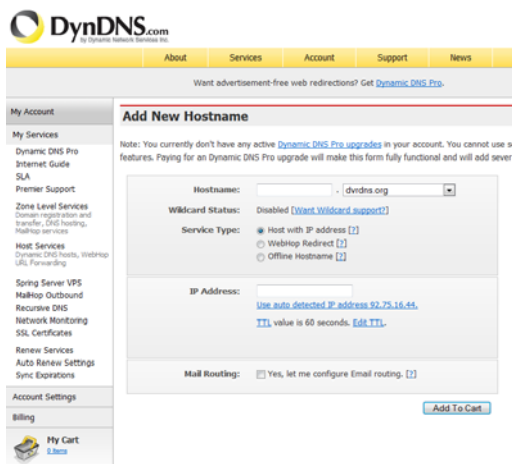 DynDNS.com
by Dynamic Network Services Inc.
About Services Account Support News
Want advertisement-free web redirections? Get Dynamic DNS Pro.
My Account
My Services
Dynamic DNS Pro
Internet Guide
SLA
Premier Support
Zone Level Services
Domain registration and
transfer, DNS hosting,
MailHop services
Host Services
Dynamic DNS hosts, WebHop
URL Forwarding
Spring Server VPS
MailHop Outbound
Recursive DNS
Network Monitoring
SSL Certificates
Renew Services
Auto Renew Settings
Sync Expirations
Account Settings
Billing
My Cart
0 items
Add New Hostname
Note: You currently don't have any active Dynamic DNS Pro upgrades in your account. You cannot use s
features. Paying for an Dynamic DNS Pro upgrade will make this form fully functional and will add sever
Hostname: . dvrdns.org
Wildcard Status: Disabled [Want Wildcard support?]
Service Type: Host with IP address [?]
WebHop Redirect [?]
Offline Hostname [?]
IP Address:
Use auto detected IP address 92.75.16.44.
TTL value is 60 seconds. Edit TTL.
Mail Routing: Yes, let me configure Email routing. [?]
Add To Cart